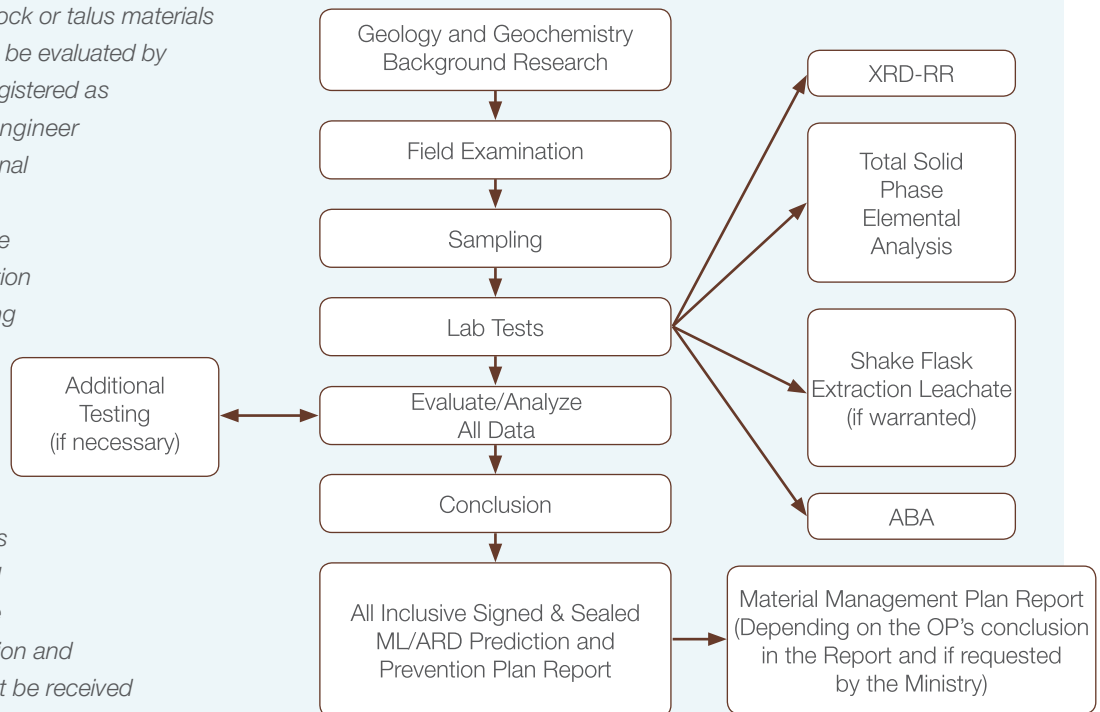 ock or talus materials
be evaluated by
gistered as
ngineer
nal
e
tion
ng
s
ion and
t be received
Geology and Geochemistry
Background Research
Field Examination
Sampling
Lab Tests
Additional
Testing
(if necessary)
Evaluate/Analyze
All Data
Conclusion
All Inclusive Signed & Sealed
ML/ARD Prediction and
Prevention Plan Report
XRD-RR
Total Solid
Phase
Elemental
Analysis
Shake Flask
Extraction Leachate
(if warranted)
ABA
Material Management Plan Report
(Depending on the OP's conclusion
in the Report and if requested
by the Ministry)